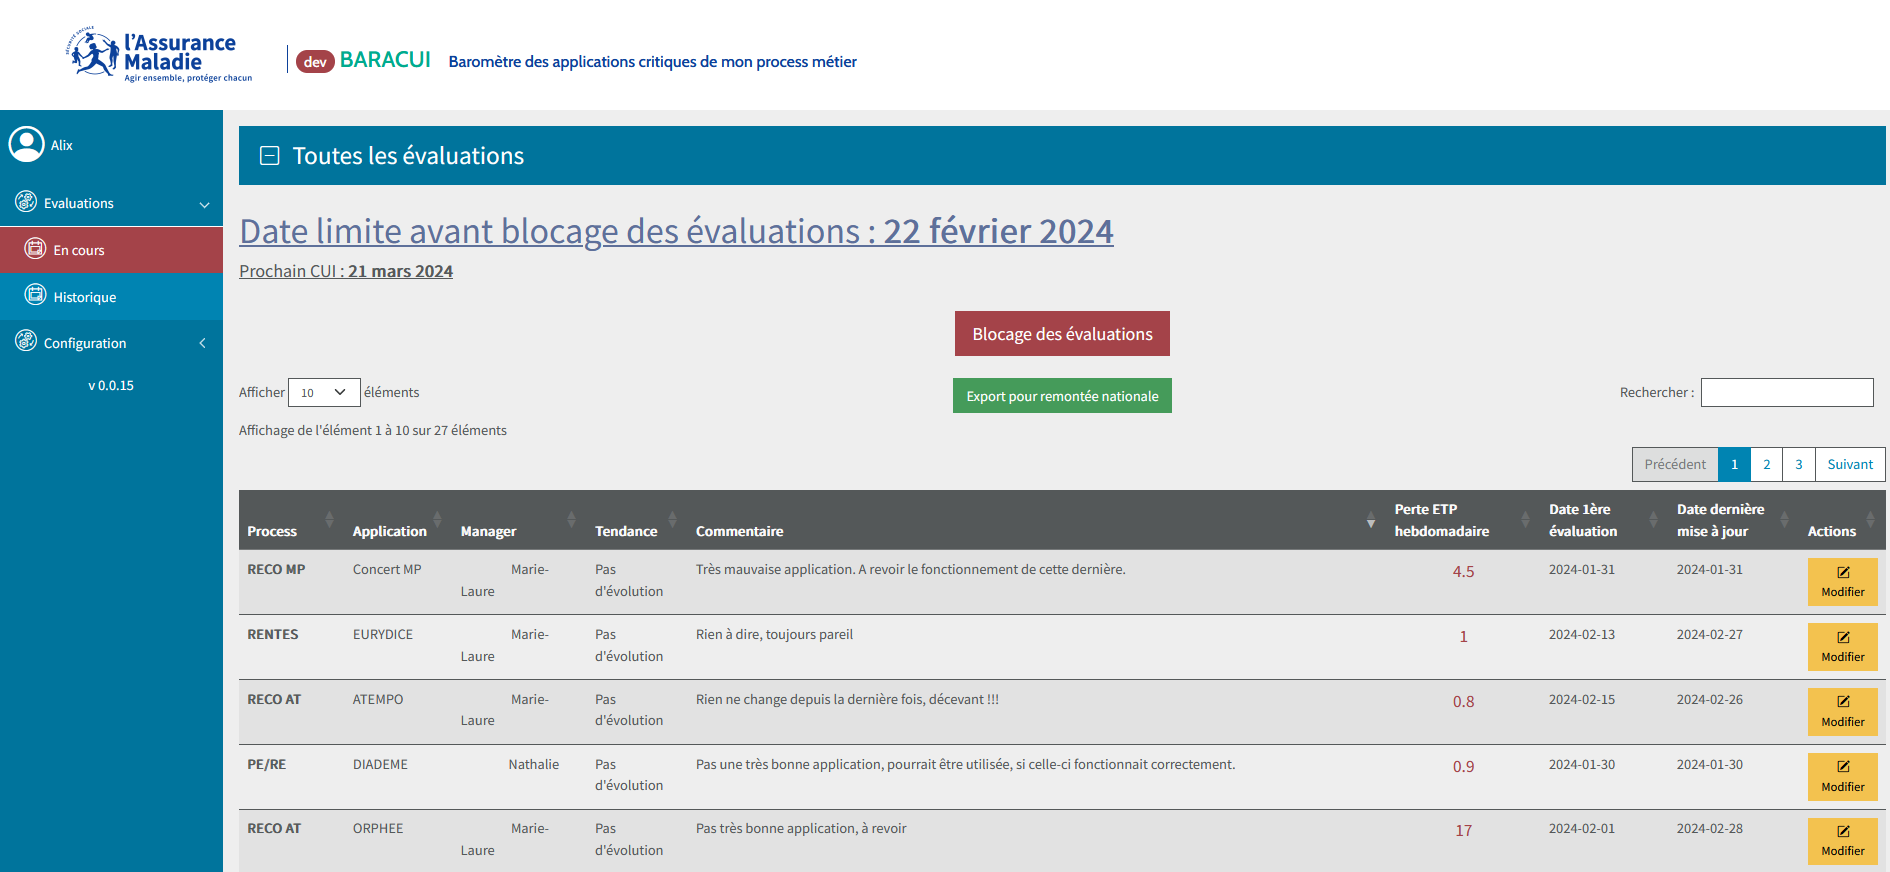 SÉCURITÉ SOCIALE
l'Assurance
Maladie
Agir ensemble, protéger chacun
dev BARACUI Baromètre des applications critiques de mon process métier
Alix
Evaluations
En cours
Historique
Configuration
v 0.0.15
Toutes les évaluations
Date limite avant blocage des évaluations : 22 février 2024
Prochain CUI : 21 mars 2024
Blocage des évaluations
Afficher 10 éléments
Export pour remontée nationale
Rechercher :
Affichage de l'élément 1 à 10 sur 27 éléments
Précédent 1 2 3 Suivant
Process Application Manager Tendance Commentaire Perte ETP hebdomadaire Date 1ère évaluation Date dernière mise à jour Actions
RECO MP Concert MP Marie- Pas Très mauvaise application. A revoir le fonctionnement de cette dernière. 4.5 2024-01-31 2024-01-31
Laure d'évolution Modifier
RENTES EURYDICE Marie- Pas Rien à dire, toujours pareil 1 2024-02-13 2024-02-27
Laure d'évolution Modifier
RECO AT ATEMPO Marie- Pas Rien ne change depuis la dernière fois, décevant !!! 0.8 2024-02-15 2024-02-26
Laure d'évolution Modifier
PE/RE DIADEME Nathalie Pas Pas une très bonne application, pourrait être utilisée, si celle-ci fonctionnait correctement. 0.9 2024-01-30 2024-01-30
d'évolution Modifier
RECO AT ORPHEE Marie- Pas Pas très bonne application, à revoir 17 2024-02-01 2024-02-28
Laure d'évolution Modifier